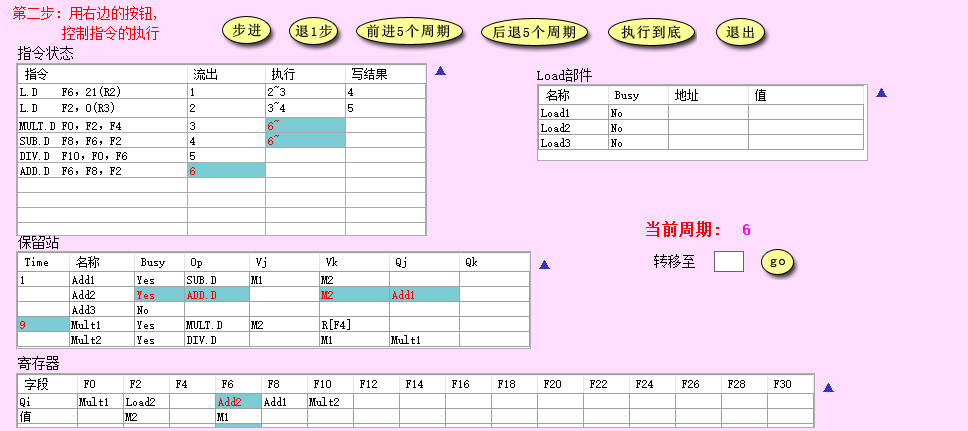 第二步：用右边的按钮，
控制指令的执行
步进 退1步 前进5个周期 后退5个周期 执行到底 退出
指令状态
指令 流出 执行 写结果
L.D F6, 21(R2) 1 2~3 4
L.D F2, 0(R3) 2 3~4 5
MULT.D F0, F2, F4 3 6~
SUB.D F8, F6, F2 4 6~
DIV.D F10, F0, F6 5
ADD.D F6, F8, F2 6
Load部件
名称 Busy 地址 值
Load1 No
Load2 No
Load3 No
当前周期： 6
转移至 go
保留站
Time 名称 Busy Op Vj Vk Qj Qk
1 Add1 Yes SUB.D M1 M2
Add2 Yes ADD.D M2 Add1
Add3 No
9 Mult1 Yes MULT.D M2 R[F4]
Mult2 Yes DIV.D M1 Mult1
寄存器
字段 F0 F2 F4 F6 F8 F10 F12 F14 F16 F18 F20 F22 F24 F26 F28 F30
Qi Mult1 Load2 Add2 Add1 Mult2
值 M2 M1